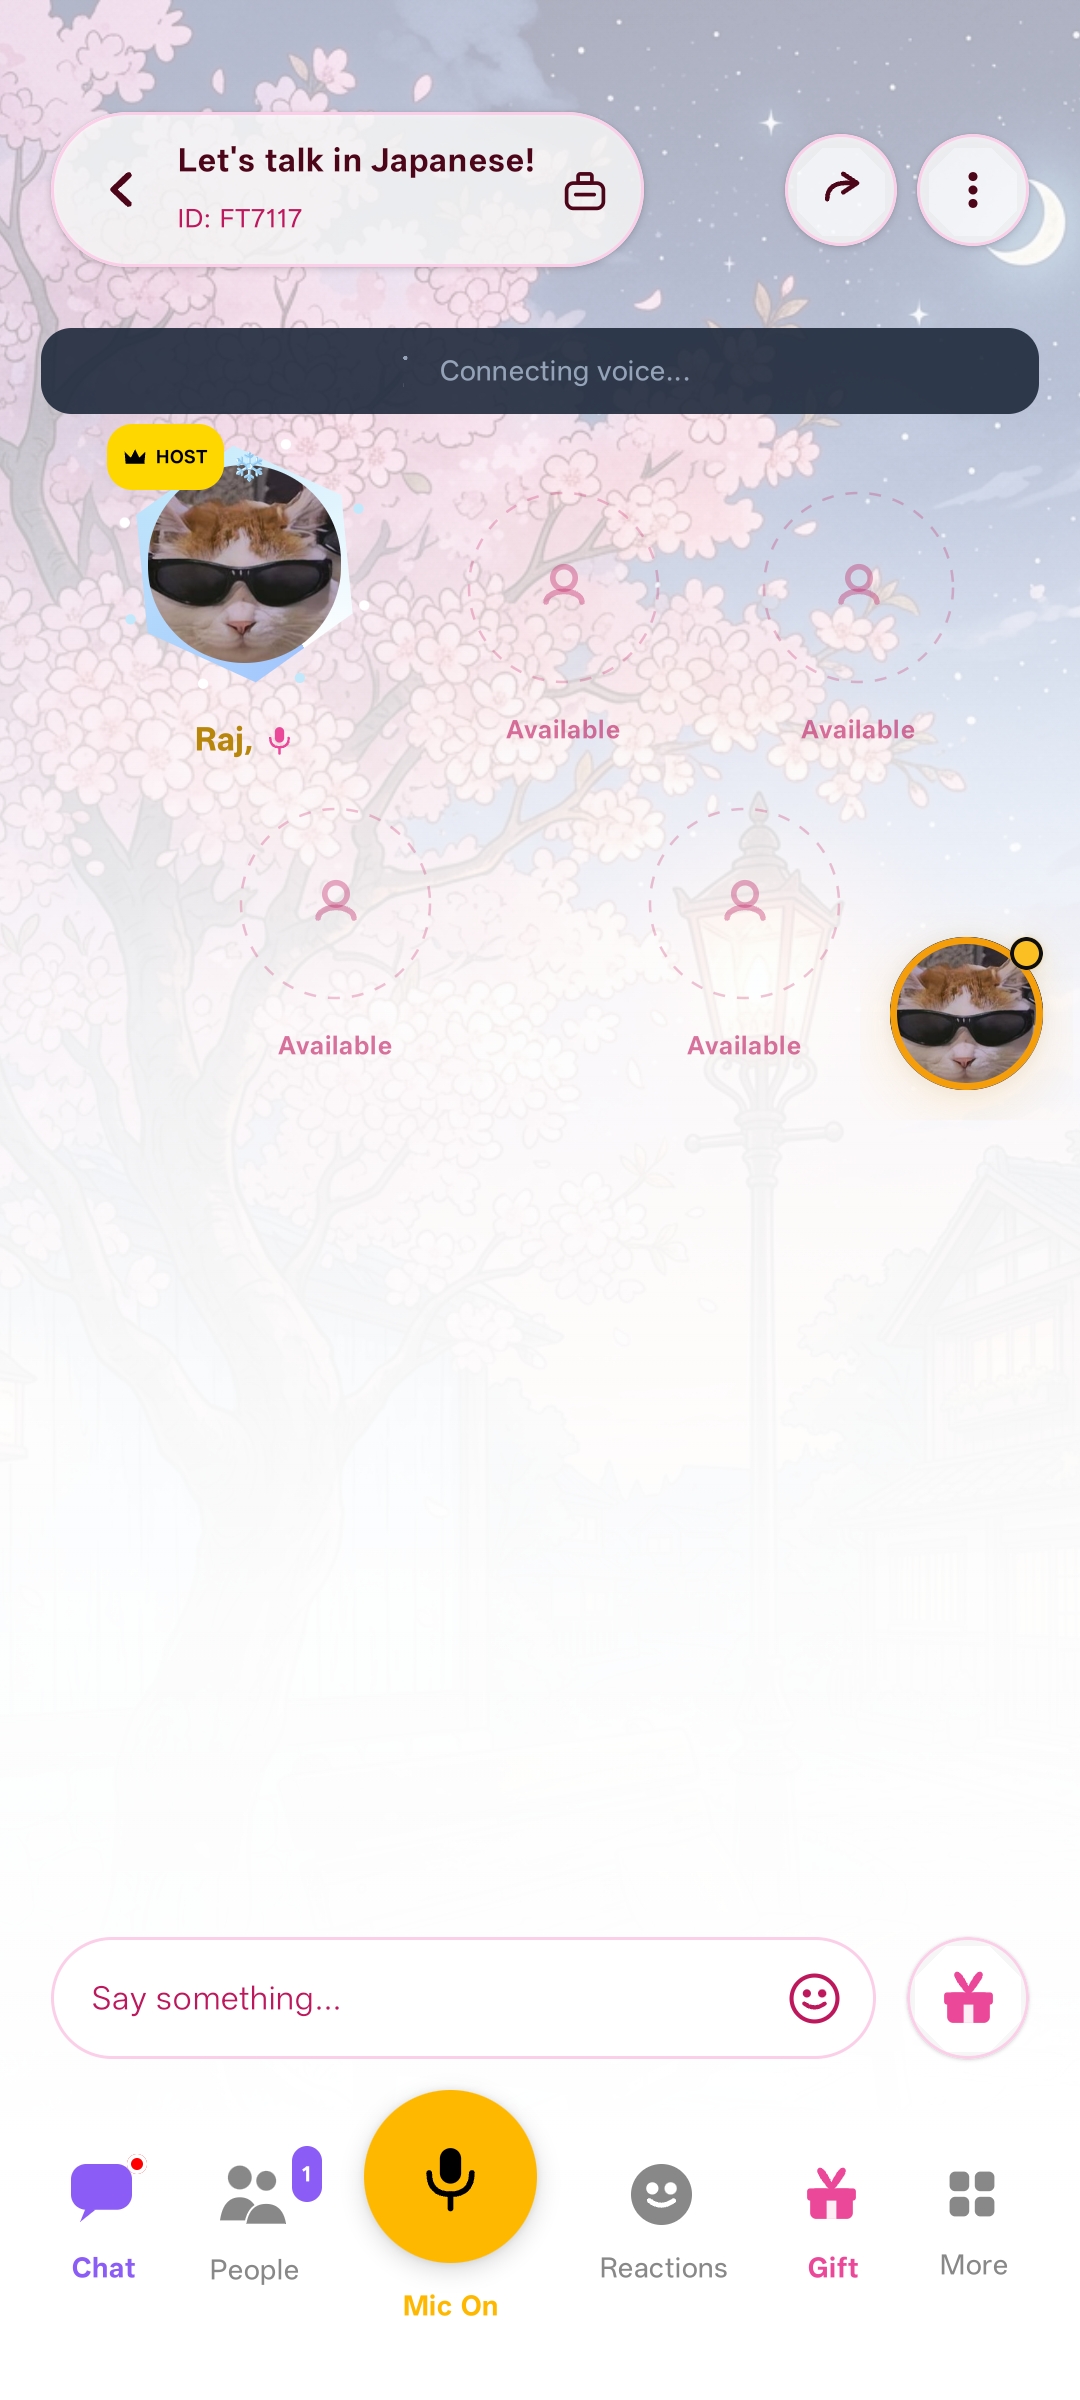 Let's talk in Japanese!
ID: FT7117
Connecting voice...
HOST
Raj,
Available
Available
Available
Available
Say something...
1
Chat
People
Mic On
Reactions
Gift
More